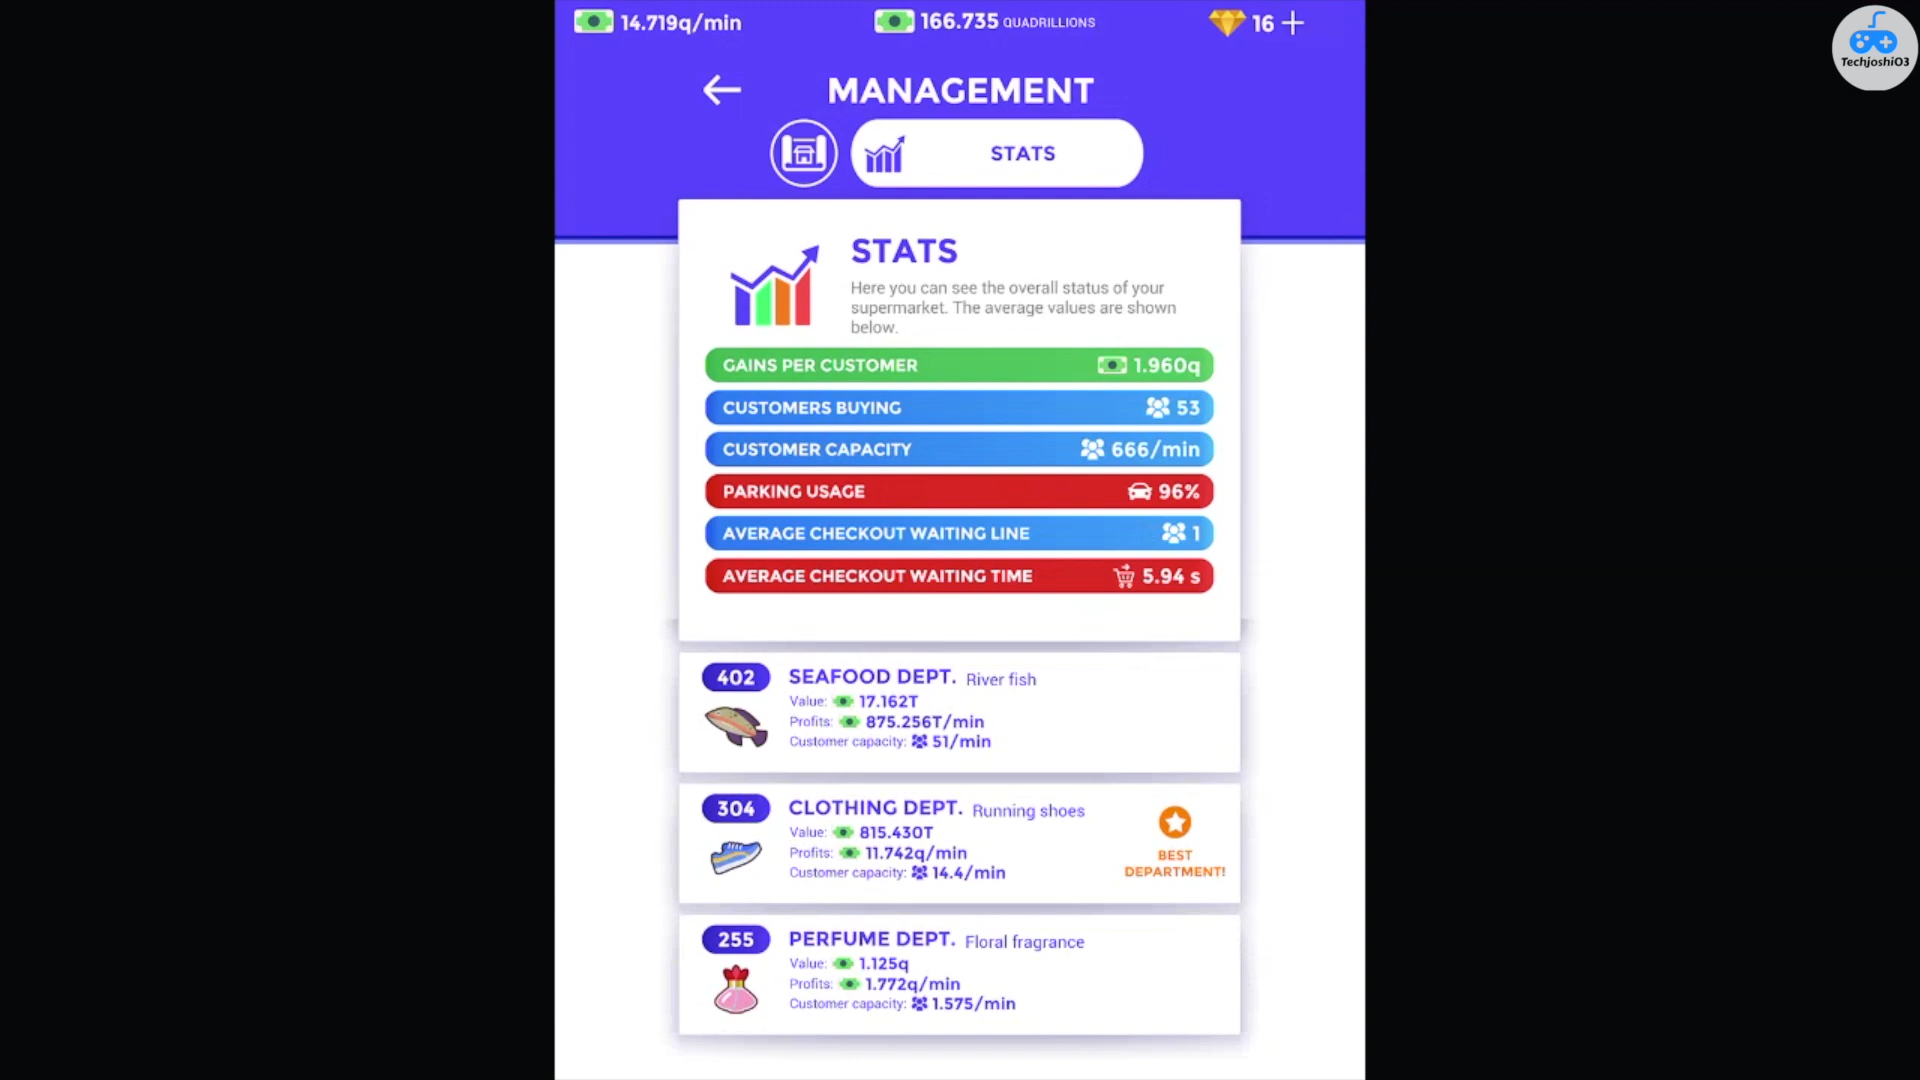 14.719q/min
166.735 QUADRILLIONS
16
Techjoshi03
MANAGEMENT
STATS
STATS
Here you can see the overall status of your
supermarket. The average values are shown
below.
GAINS PER CUSTOMER 1.960q
CUSTOMERS BUYING 53
CUSTOMER CAPACITY 666/min
PARKING USAGE 96%
AVERAGE CHECKOUT WAITING LINE 1
AVERAGE CHECKOUT WAITING TIME 5.94 s
402 SEAFOOD DEPT. River fish
Value: 17.162T
Profits: 875.256T/min
Customer capacity: 51/min
304 CLOTHING DEPT. Running shoes
Value: 815.430T
Profits: 11.742q/min
Customer capacity: 14.4/min
BEST
DEPARTMENT!
255 PERFUME DEPT. Floral fragrance
Value: 1.125q
Profits: 1.772q/min
Customer capacity: 1.575/min